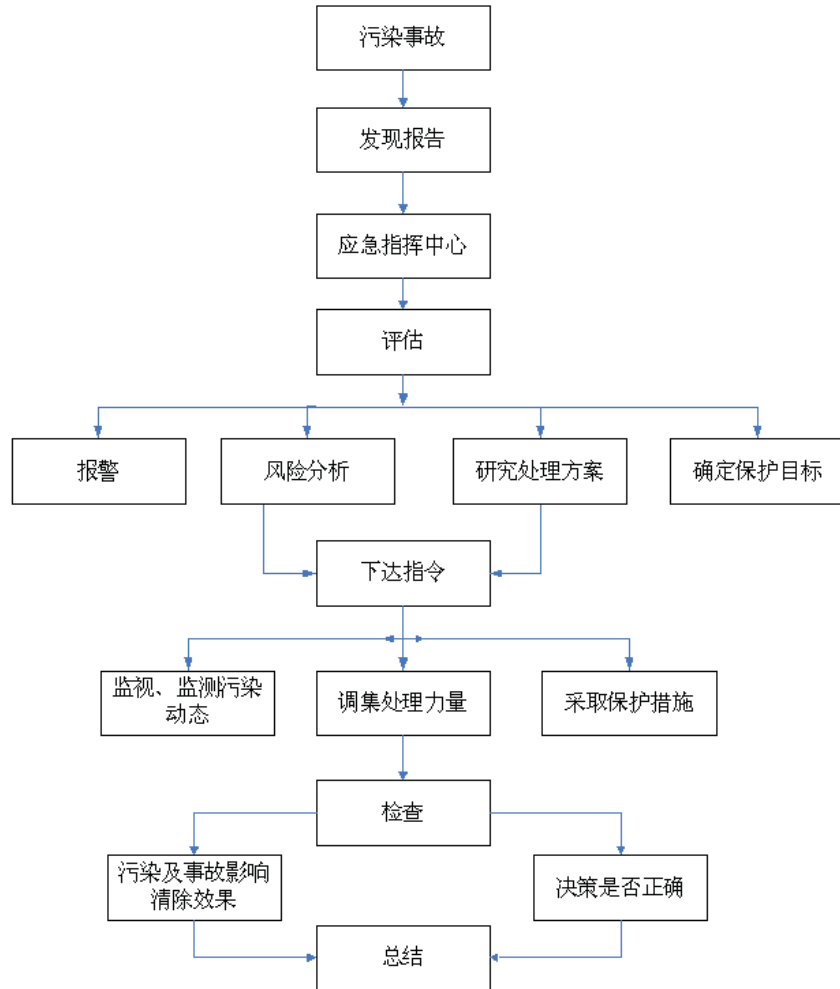 污染事故
发现报告
应急指挥中心
评估
报警
风险分析
研究处理方案
确定保护目标
下达指令
监视、监测污染
动态
调集处理力量
采取保护措施
检查
污染及事故影响
清除效果
决策是否正确
总结